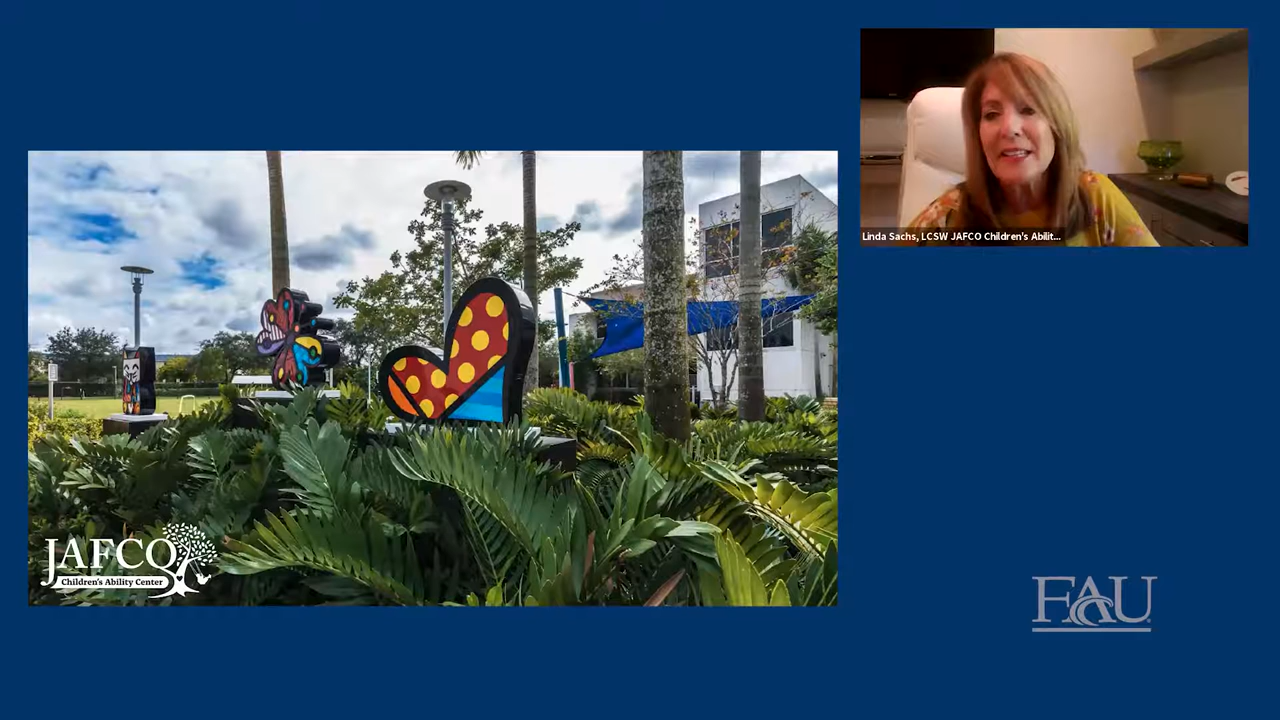 Linda Sachs, LCSW JAFCO Children's Abilit...
JAFCO
Children's Ability Center
FAU